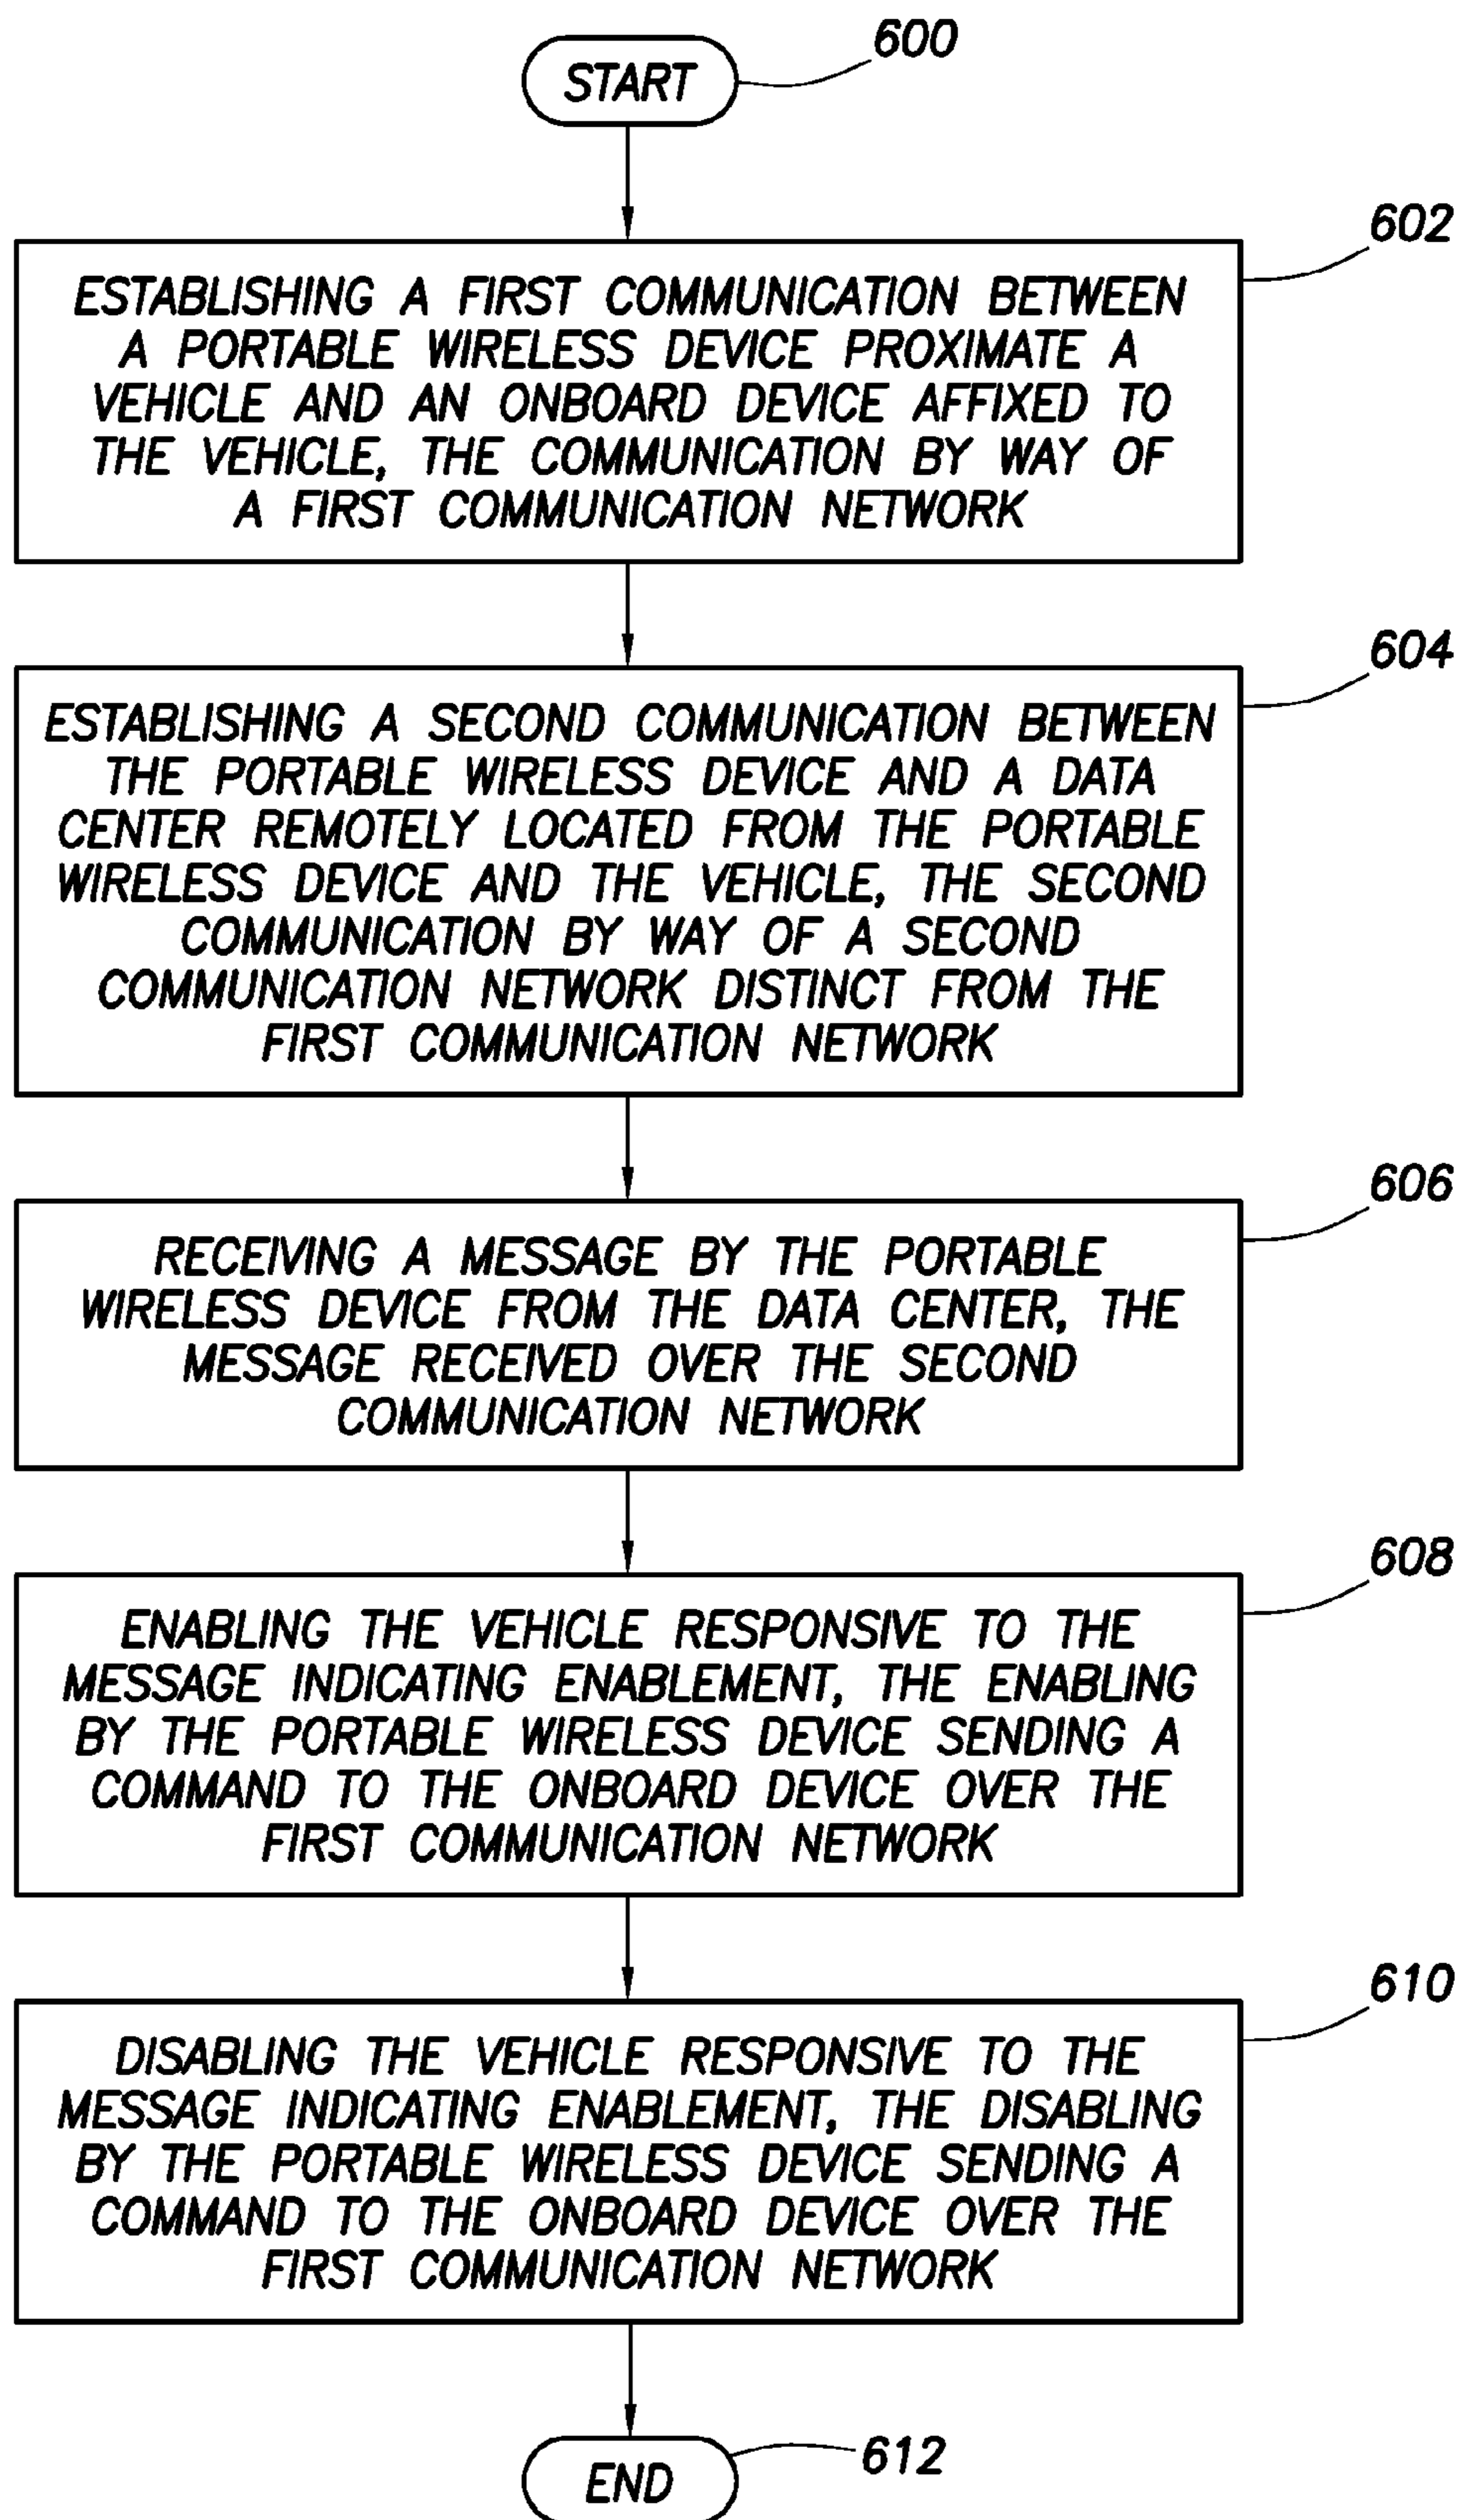 600
START
602
ESTABLISHING A FIRST COMMUNICATION BETWEEN
A PORTABLE WIRELESS DEVICE PROXIMATE A
VEHICLE AND AN ONBOARD DEVICE AFFIXED TO
THE VEHICLE, THE COMMUNICATION BY WAY OF
A FIRST COMMUNICATION NETWORK
604
ESTABLISHING A SECOND COMMUNICATION BETWEEN
THE PORTABLE WIRELESS DEVICE AND A DATA
CENTER REMOTELY LOCATED FROM THE PORTABLE
WIRELESS DEVICE AND THE VEHICLE, THE SECOND
COMMUNICATION BY WAY OF A SECOND
COMMUNICATION NETWORK DISTINCT FROM THE
FIRST COMMUNICATION NETWORK
606
RECEIVING A MESSAGE BY THE PORTABLE
WIRELESS DEVICE FROM THE DATA CENTER, THE
MESSAGE RECEIVED OVER THE SECOND
COMMUNICATION NETWORK
608
ENABLING THE VEHICLE RESPONSIVE TO THE
MESSAGE INDICATING ENABLEMENT, THE ENABLING
BY THE PORTABLE WIRELESS DEVICE SENDING A
COMMAND TO THE ONBOARD DEVICE OVER THE
FIRST COMMUNICATION NETWORK
610
DISABLING THE VEHICLE RESPONSIVE TO THE
MESSAGE INDICATING ENABLEMENT, THE DISABLING
BY THE PORTABLE WIRELESS DEVICE SENDING A
COMMAND TO THE ONBOARD DEVICE OVER THE
FIRST COMMUNICATION NETWORK
612
END